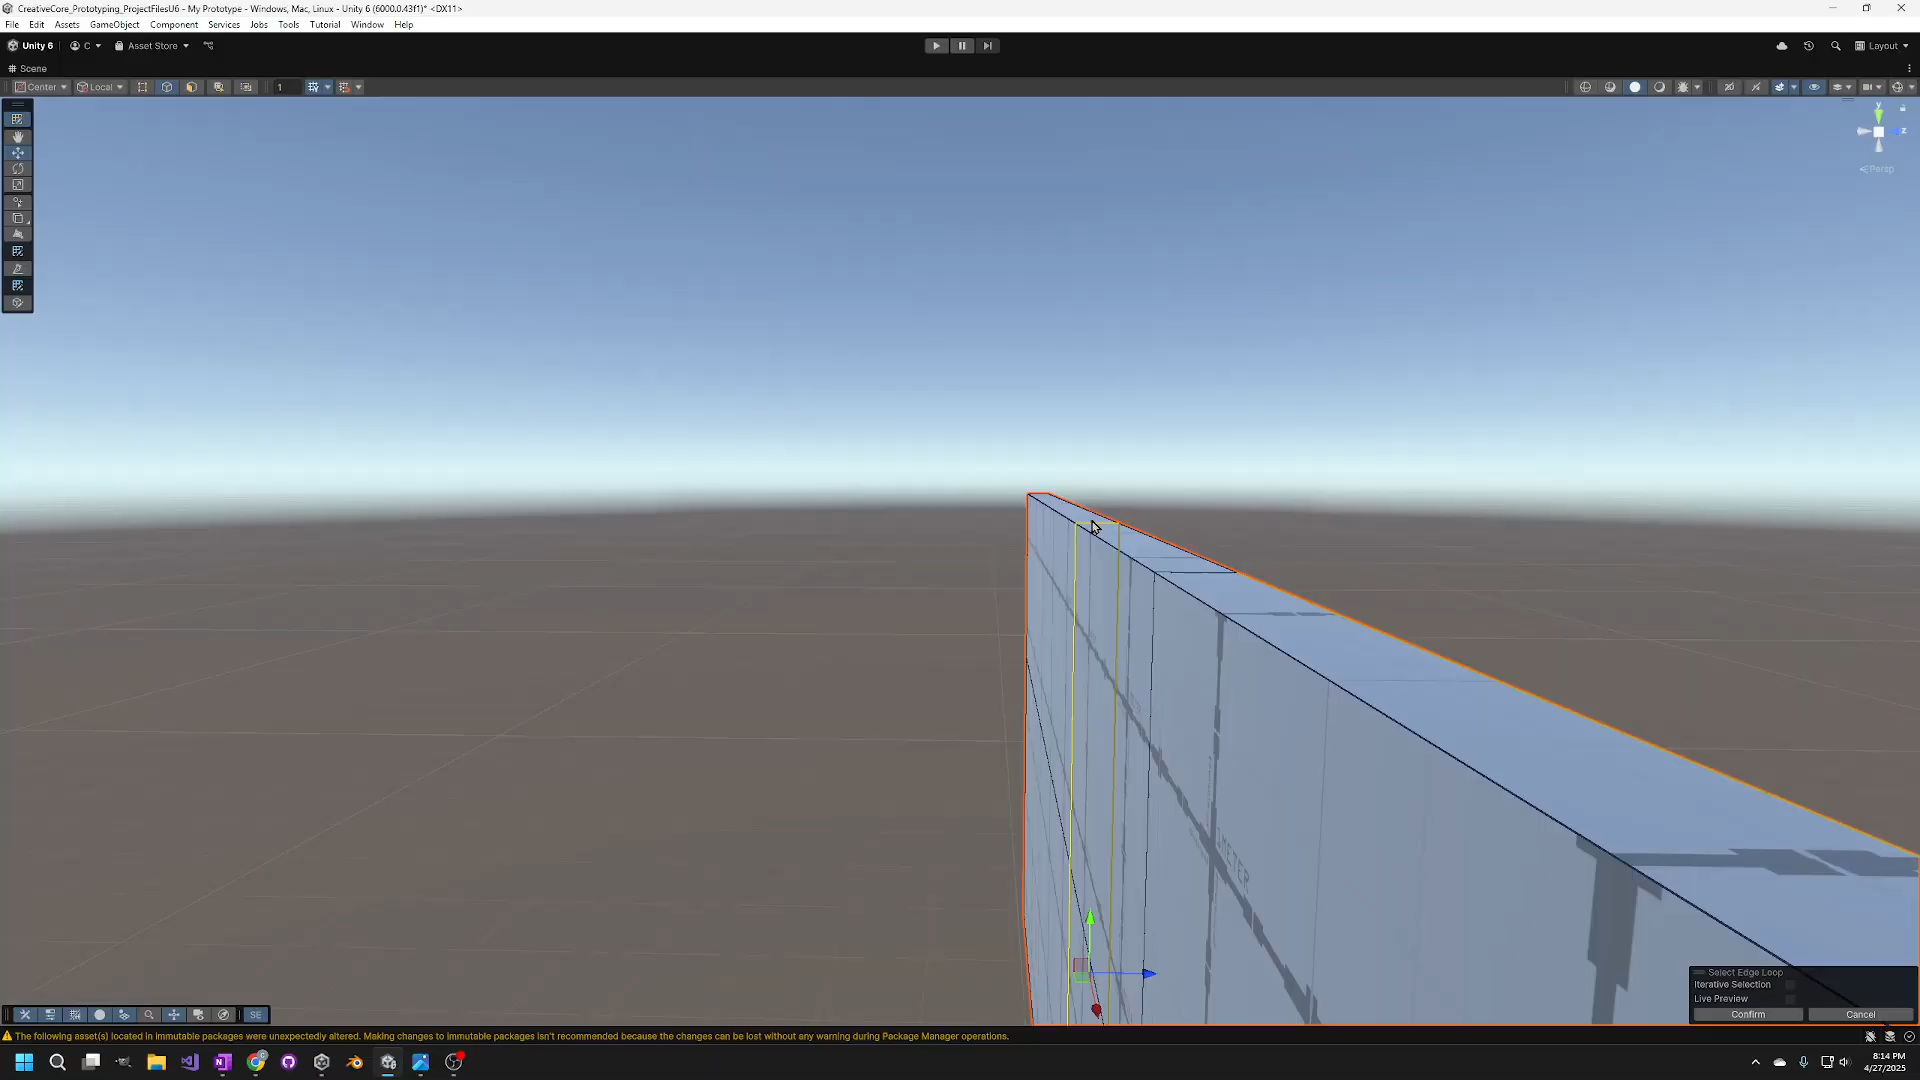 CreativeCore_Prototyping_ProjectFilesU6 - My Prototype - Windows, Mac, Linux - Unity 6 (6000.0.43f1)* <DX11>
File Edit Assets GameObject Component Services Jobs Tools Tutorial Window Help
Unity 6 C Asset Store Layout
Scene
Center Local 1
y
z
Persp
METER
Select Edge Loop
Iterative Selection
Live Preview
Confirm Cancel
SE
The following asset(s) located in immutable packages were unexpectedly altered. Making changes to immutable packages isn't recommended because the changes can be lost without any warning during Package Manager operations.
8:14 PM
4/27/2025